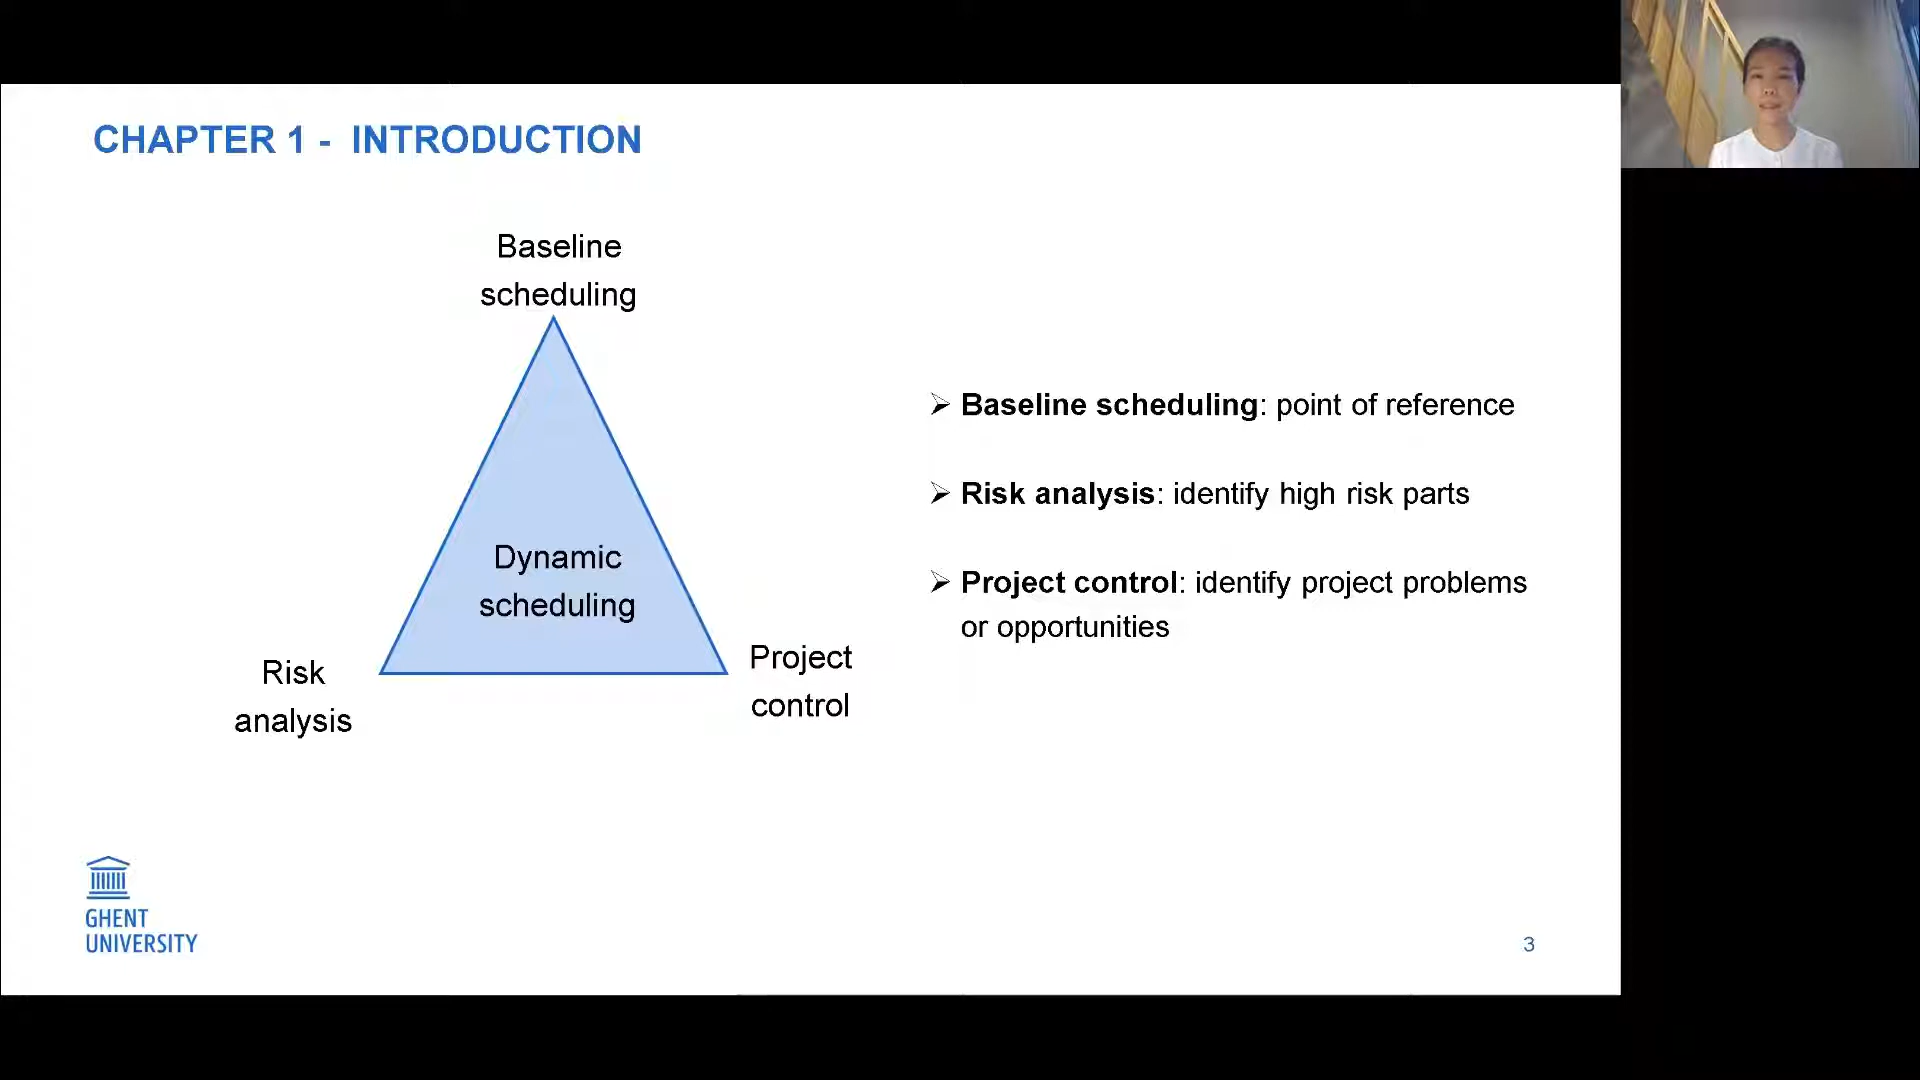 CHAPTER 1 - INTRODUCTION
Baseline
scheduling
Dynamic
scheduling
Risk
analysis
Project
control
➢ Baseline scheduling: point of reference
➢ Risk analysis: identify high risk parts
➢ Project control: identify project problems
or opportunities
GHENT
UNIVERSITY
3